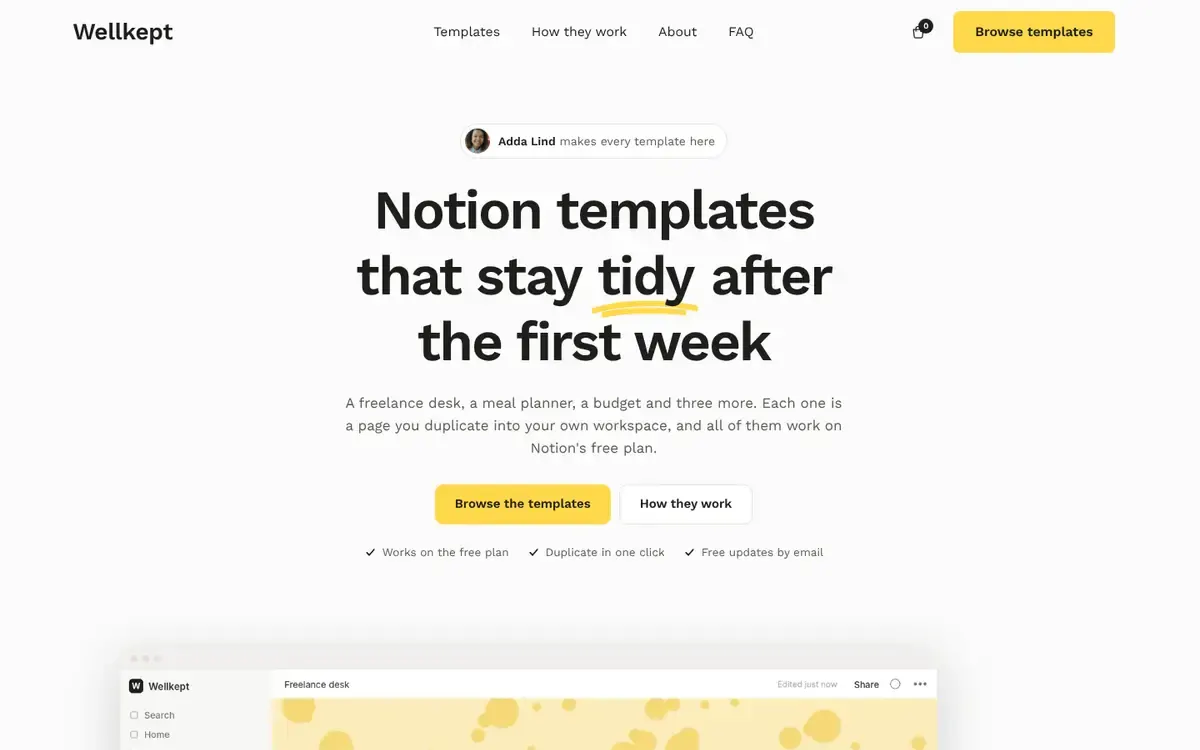 Wellkept
Templates
How they work
About
FAQ
0
Browse templates
Adda Lind makes every template here
Notion templates
that stay tidy after
the first week
A freelance desk, a meal planner, a budget and three more. Each one is
a page you duplicate into your own workspace, and all of them work on
Notion's free plan.
Browse the templates
How they work
Works on the free plan
Duplicate in one click
Free updates by email
W Wellkept
Freelance desk
Edited just now
Share
Search
Home